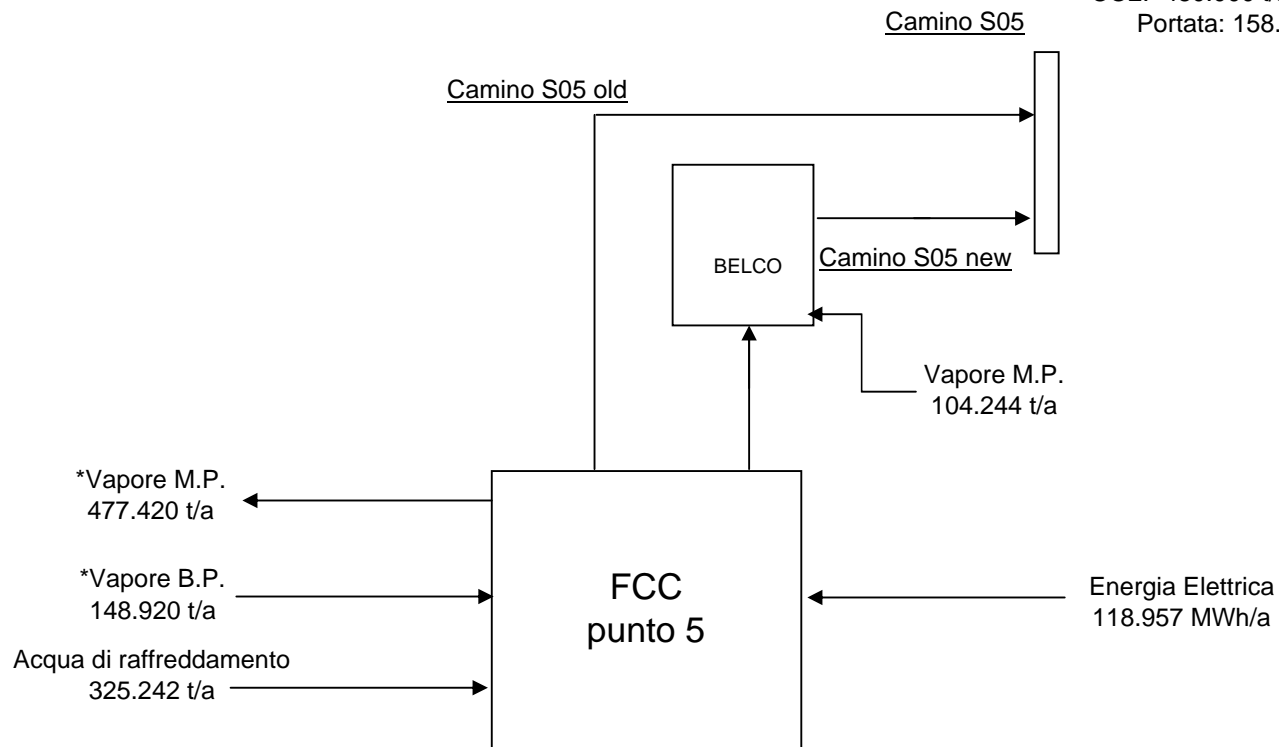 Camino S05
Portata: 158.
Camino S05 old
BELCO
Camino S05 new
Vapore M.P.
104.244 t/a
*Vapore M.P.
477.420 t/a
*Vapore B.P.
148.920 t/a
FCC
punto 5
Energia Elettrica
118.957 MWh/a
Acqua di raffreddamento
325.242 t/a